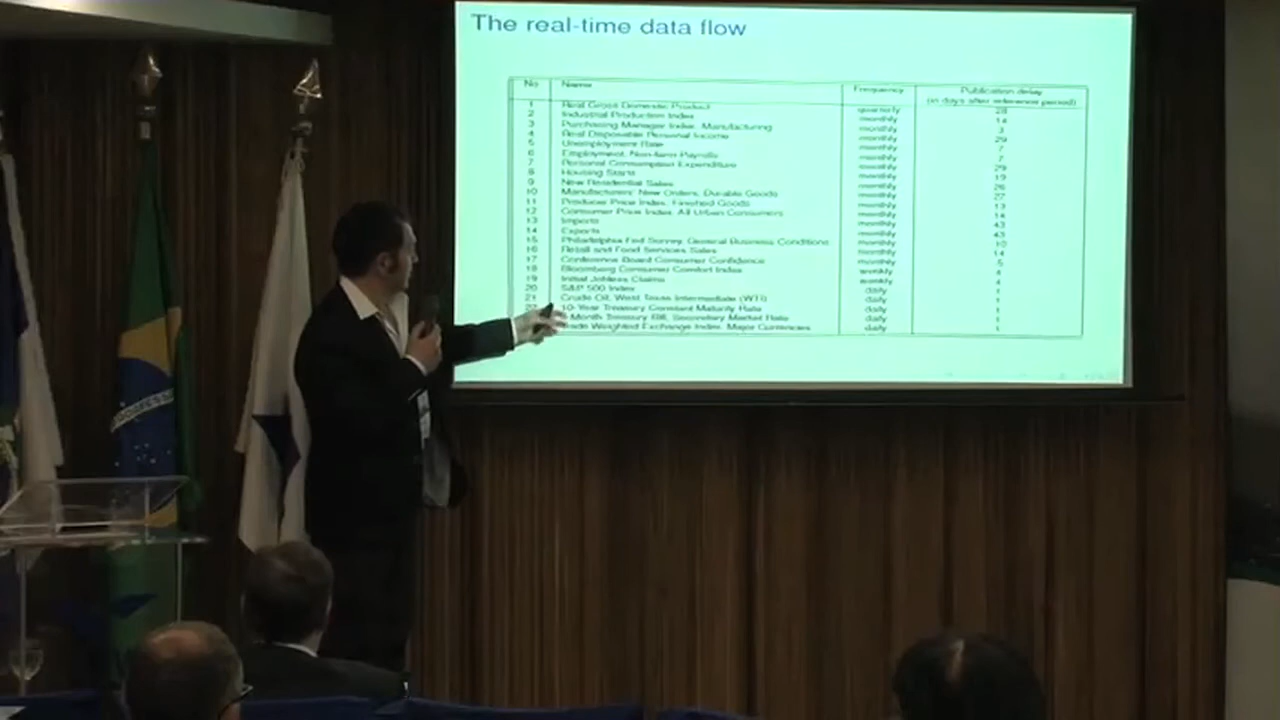 The real-time data flow
No Name Frequency Publication delay
(in days after reference period)
1 Real Gross Domestic Product quarterly 28
2 Industrial Production Index monthly 14
3 Purchasing Manager Index, Manufacturing monthly 3
4 Real Disposable Personal Income monthly 29
5 Unemployment Rate monthly 7
6 Employment, Non-farm Payrolls monthly 7
7 Personal Consumption Expenditure monthly 29
8 Housing Starts monthly 19
9 New Residential Sales monthly 26
10 Manufacturers' New Orders, Durable Goods monthly 27
11 Producer Price Index, Finished Goods monthly 13
12 Consumer Price Index, All Urban Consumers monthly 14
13 Imports monthly 43
14 Exports monthly 43
15 Philadelphia Fed Survey, General Business Conditions monthly 10
16 Retail and Food Services Sales monthly 14
17 Conference Board Consumer Confidence monthly 5
18 Bloomberg Consumer Comfort Index weekly 4
19 Initial Jobless Claims weekly 4
20 S&P 500 Index daily 1
21 Crude Oil, West Texas Intermediate (WTI) daily 1
10-Year Treasury Constant Maturity Rate daily 1
Month Treasury Bill, Secondary Market Rate daily 1
Weighted Exchange Index, Major Currencies daily 1